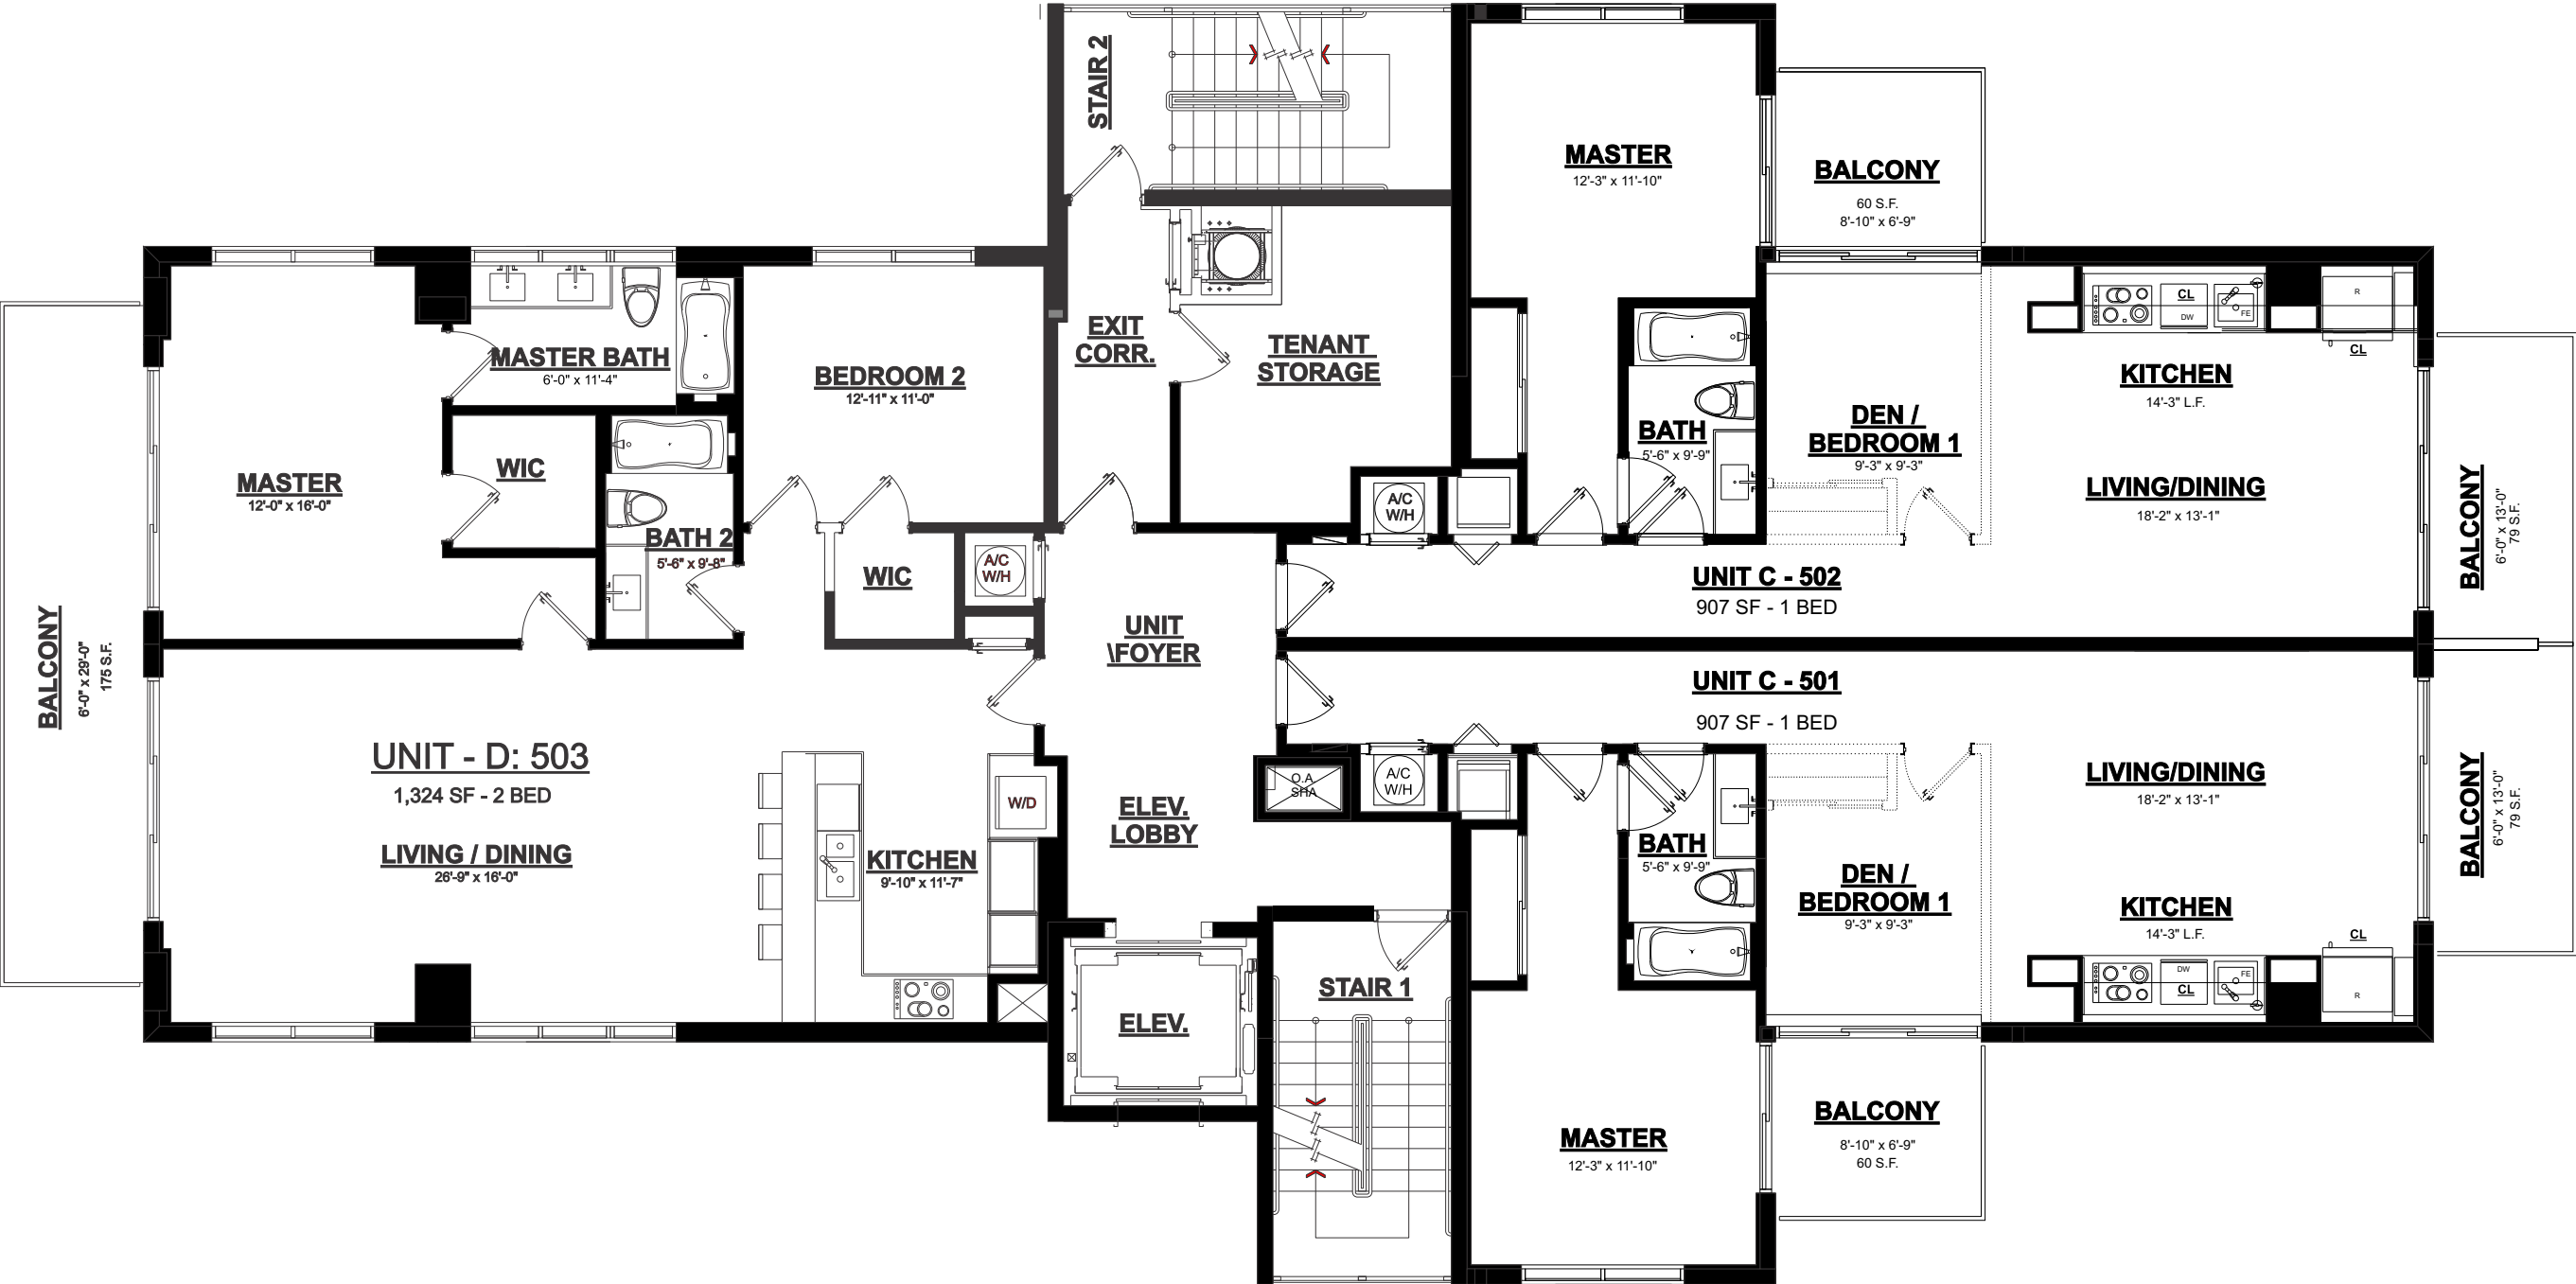 STAIR 2
MASTER
12'-3" x 11'-10"
BALCONY
60 S.F.
8'-10" x 6'-9"
MASTER BATH
6'-0" x 11'-4"
BEDROOM 2
12'-11" x 11'-0"
EXIT
CORR.
TENANT
STORAGE
CL
DW
FE
R
CL
KITCHEN
14'-3" L.F.
DEN /
BEDROOM 1
9'-3" x 9'-3"
BATH
5'-6" x 9'-9"
MASTER
12'-0" x 16'-0"
WIC
BATH 2
5'-6" x 9'-8"
WIC
A/C
W/H
A/C
W/H
LIVING/DINING
18'-2" x 13'-1"
BALCONY
6'-0" x 13'-0"
79 S.F.
UNIT C - 502
907 SF - 1 BED
UNIT
\FOYER
BALCONY
6'-0" x 29'-0"
175 S.F.
UNIT C - 501
907 SF - 1 BED
UNIT - D: 503
1,324 SF - 2 BED
LIVING / DINING
26'-9" x 16'-0"
W/D
KITCHEN
9'-10" x 11'-7"
ELEV.
LOBBY
O.A
SHA
A/C
W/H
LIVING/DINING
18'-2" x 13'-1"
BALCONY
6'-0" x 13'-0"
79 S.F.
BATH
5'-6" x 9'-9"
DEN /
BEDROOM 1
9'-3" x 9'-3"
KITCHEN
14'-3" L.F.
CL
DW
CL
FE
R
STAIR 1
ELEV.
MASTER
12'-3" x 11'-10"
BALCONY
8'-10" x 6'-9"
60 S.F.